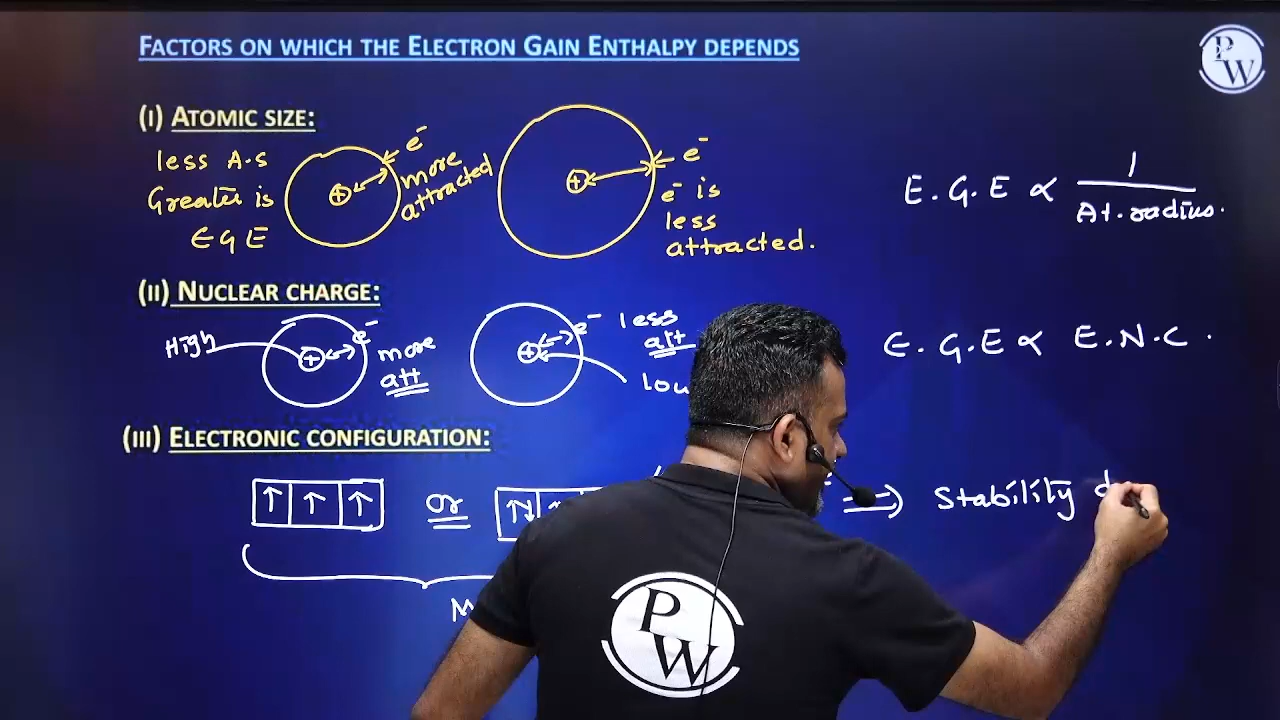 FACTORS ON WHICH THE ELECTRON GAIN ENTHALPY DEPENDS
PW
(I) ATOMIC SIZE:
less A.S
Greater is
EGE
+
e⁻
more
attracted
+
e⁻
e⁻ is
less
attracted.
E.G.E ∝ 1
At. radius.
(II) NUCLEAR CHARGE:
High
+
e⁻
more
att
+
e⁻
less
att
E.G.E ∝ E.N.C.
(III) ELECTRONIC CONFIGURATION:
↑ ↑ ↑ or
⇒ Stability
PW